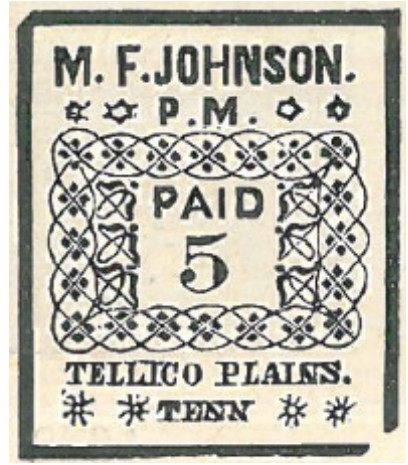 M. F. JOHNSON.
P.M.
PAID
5
TELLICO PLAINS.
TENN